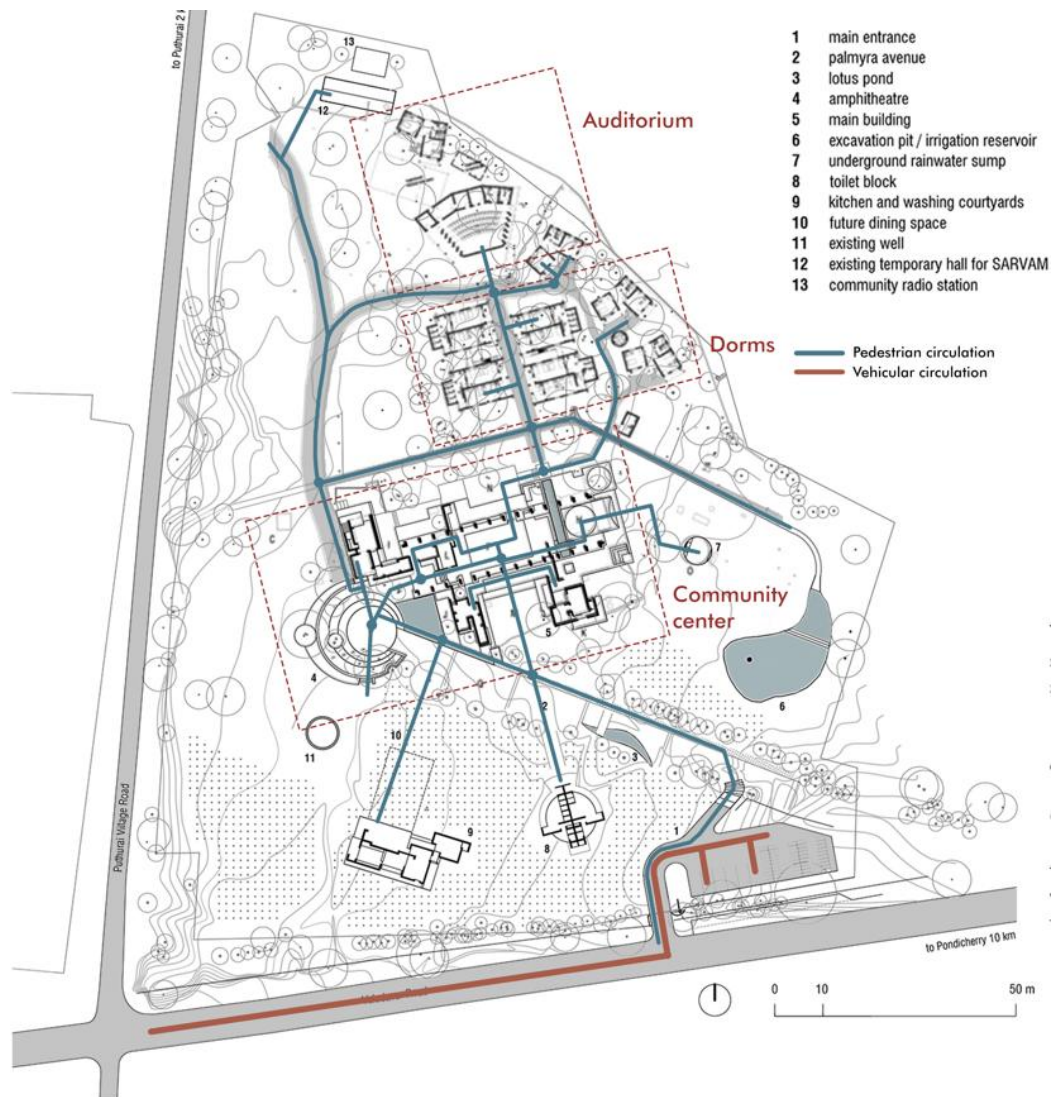 1 main entrance
2 palmyra avenue
3 lotus pond
4 amphitheatre
5 main building
6 excavation pit / irrigation reservoir
7 underground rainwater sump
8 toilet block
9 kitchen and washing courtyards
10 future dining space
11 existing well
12 existing temporary hall for SARVAM
13 community radio station
Pedestrian circulation
Vehicular circulation
to Puthurai 2
13
12
Auditorium
Dorms
C
7
Community
center
5
K
4
2
6
11
10
3
9
8
1
Puthurai Village Road
Road
to Pondicherry 10 km
0 10 50 m